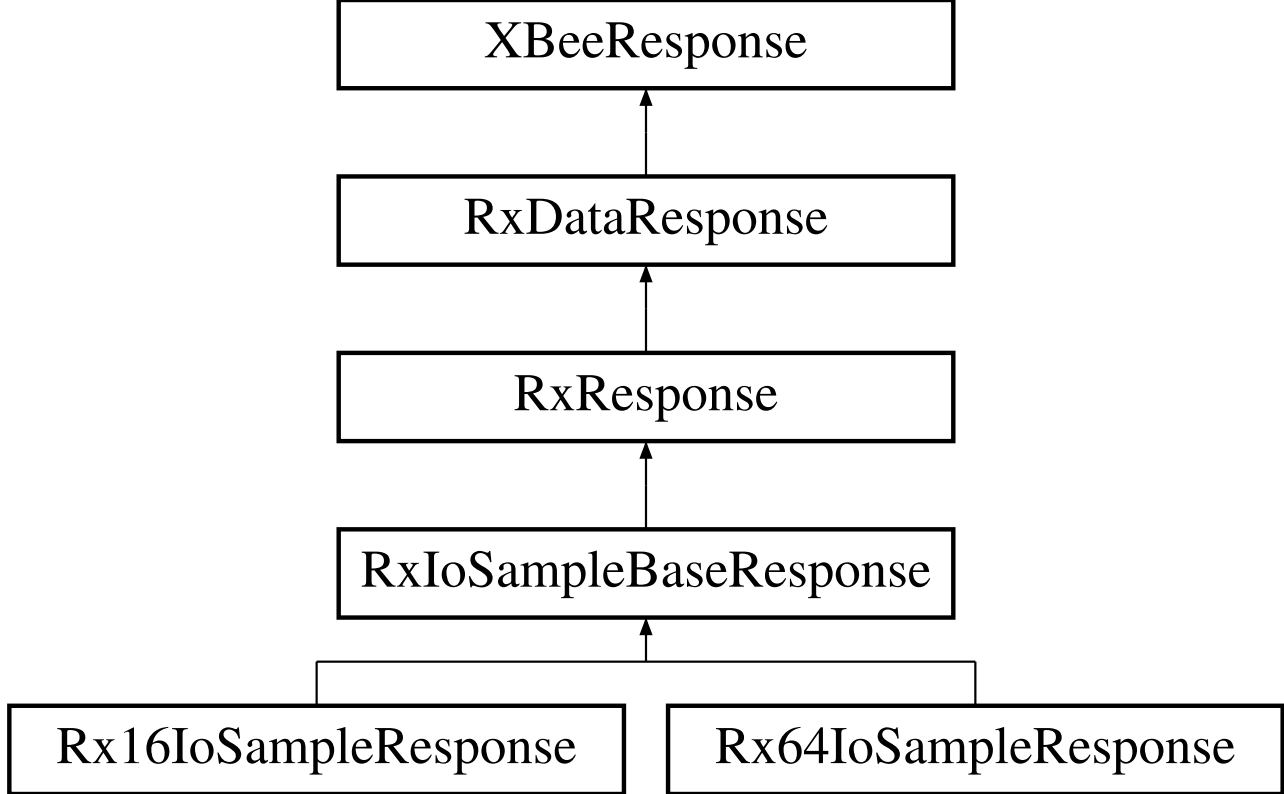 XBeeResponse
RxDataResponse
RxResponse
RxIoSampleBaseResponse
Rx16IoSampleResponse
Rx64IoSampleResponse